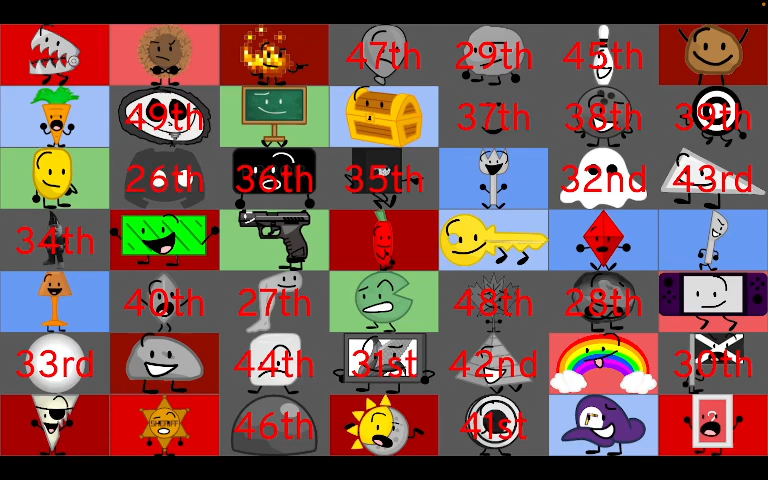 47th 29th 45th
49th 37th 38th 39th
26th 36th 35th 32nd 43rd
34th
40th 27th 48th 28th
33rd 44th 31st 42nd 30th
SHERIFF 46th 41st